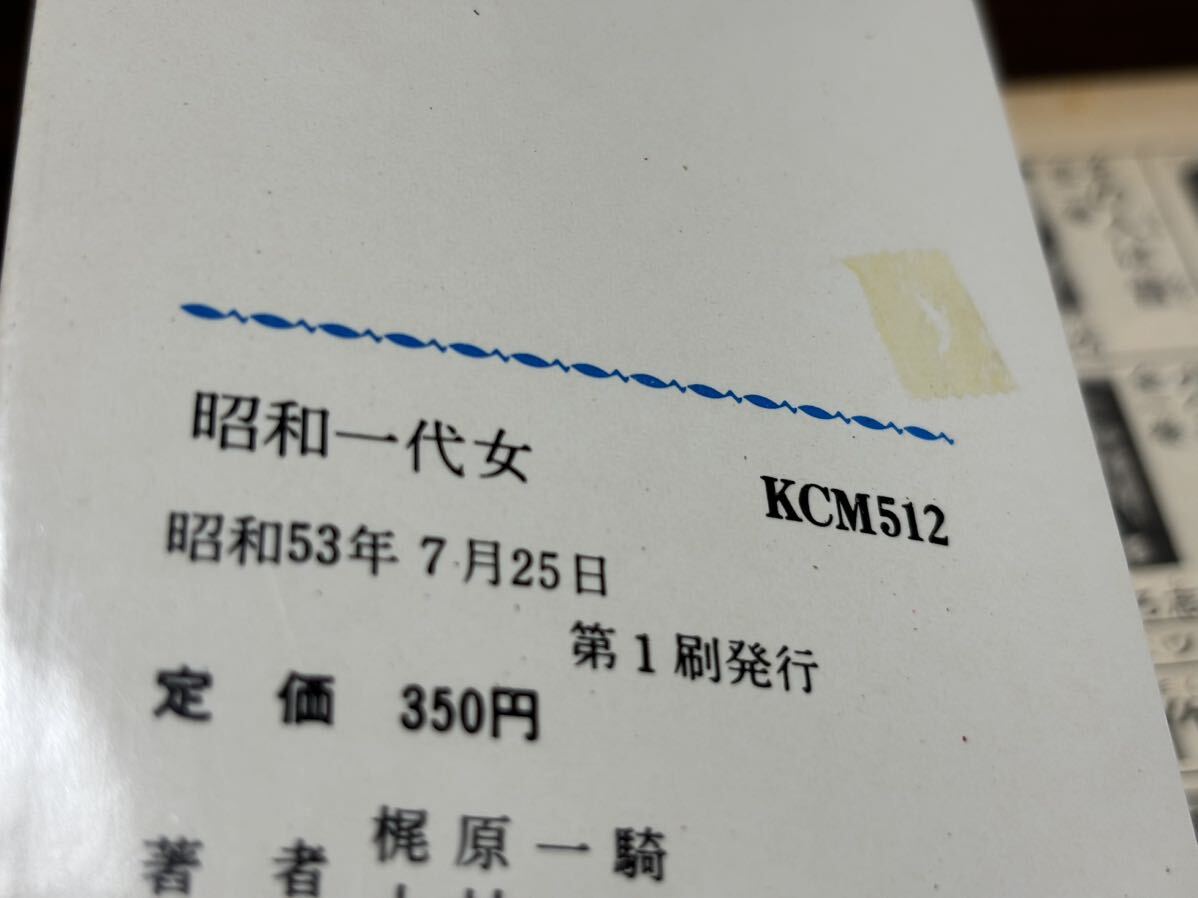 昭和一代女
KCM512
昭和53年7月25日
第1刷発行
定価 350円
著者 梶原一騎